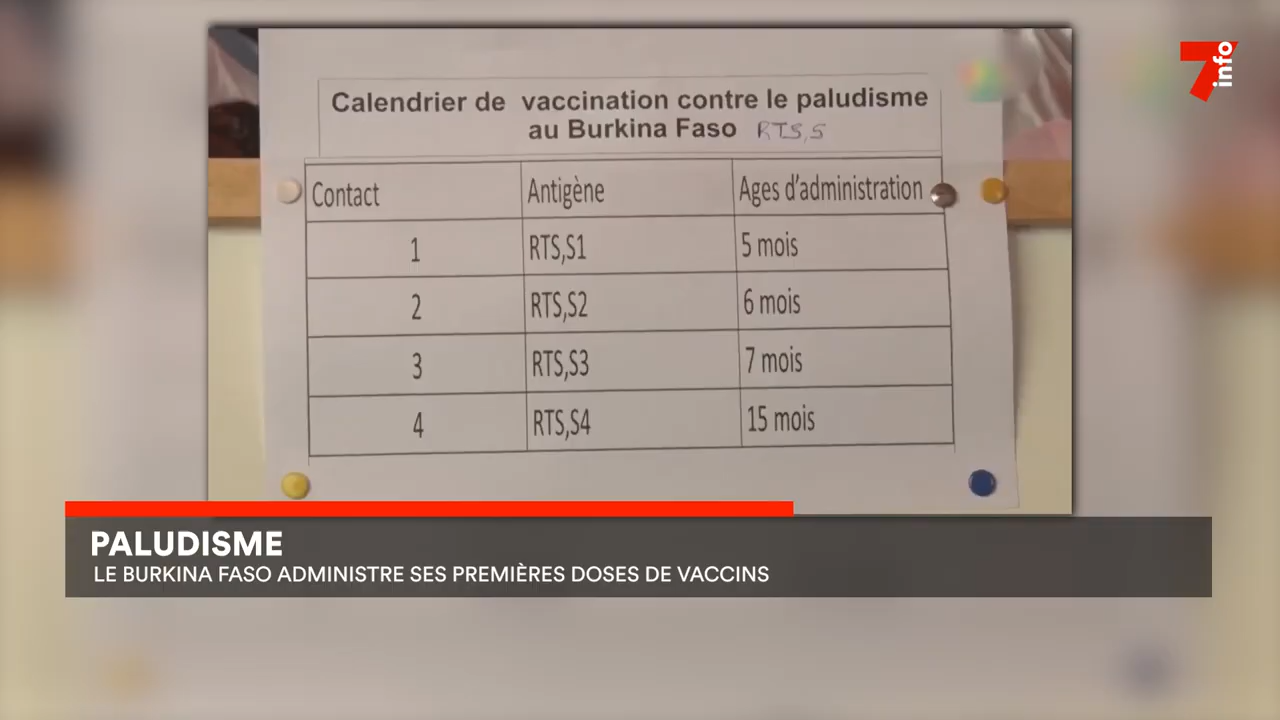 7 info
Calendrier de vaccination contre le paludisme
au Burkina Faso RTS,S
Contact Antigène Ages d'administration
1 RTS,S1 5 mois
2 RTS,S2 6 mois
3 RTS,S3 7 mois
4 RTS,S4 15 mois
PALUDISME
LE BURKINA FASO ADMINISTRE SES PREMIÈRES DOSES DE VACCINS